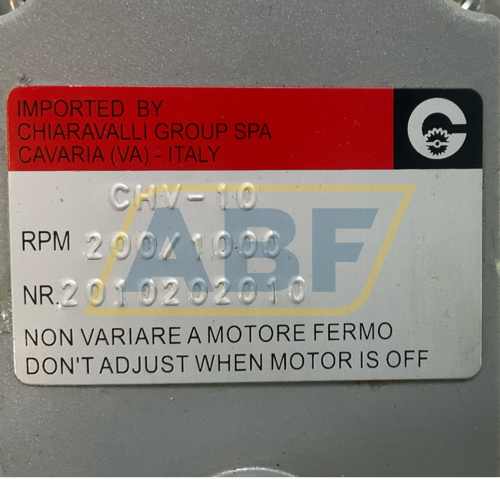 IMPORTED BY
CHIARAVALLI GROUP SPA
CAVARIA (VA) - ITALY
CHV-10
RPM 200/1000
NR. 2010202010
ABF
NON VARIARE A MOTORE FERMO
DON'T ADJUST WHEN MOTOR IS OFF